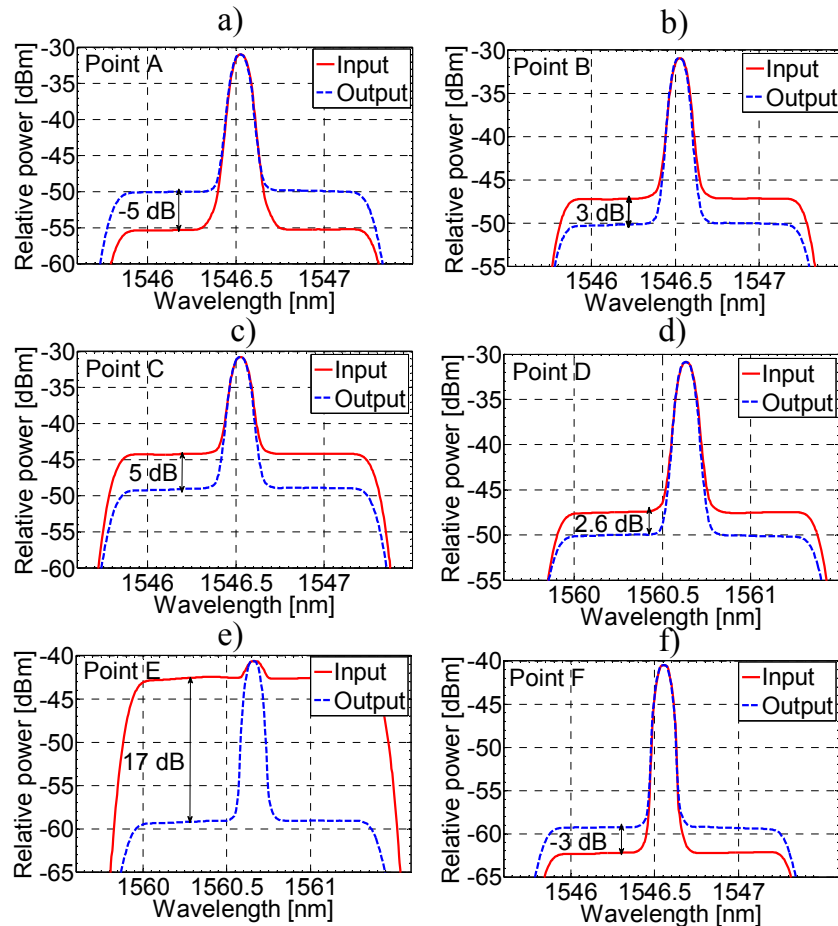 a)
Point A
Input
Output
-5 dB
-30
-35
-40
-45
-50
-55
-60
1546
1546.5
1547
Wavelength [nm]
Relative power [dBm]
b)
Point B
Input
Output
3 dB
-30
-35
-40
-45
-50
-55
1546
1546.5
1547
Wavelength [nm]
Relative power [dBm]
c)
Point C
Input
Output
5 dB
-30
-35
-40
-45
-50
-55
-60
1546
1546.5
1547
Wavelength [nm]
Relative power [dBm]
d)
Point D
Input
Output
2.6 dB
-30
-35
-40
-45
-50
-55
1560
1560.5
1561
Wavelength [nm]
Relative power [dBm]
e)
Point E
Input
Output
17 dB
-40
-45
-50
-55
-60
-65
1560
1560.5
1561
Wavelength [nm]
Relative power [dBm]
f)
Point F
Input
Output
-3 dB
-40
-45
-50
-55
-60
-65
1546
1546.5
1547
Wavelength [nm]
Relative power [dBm]